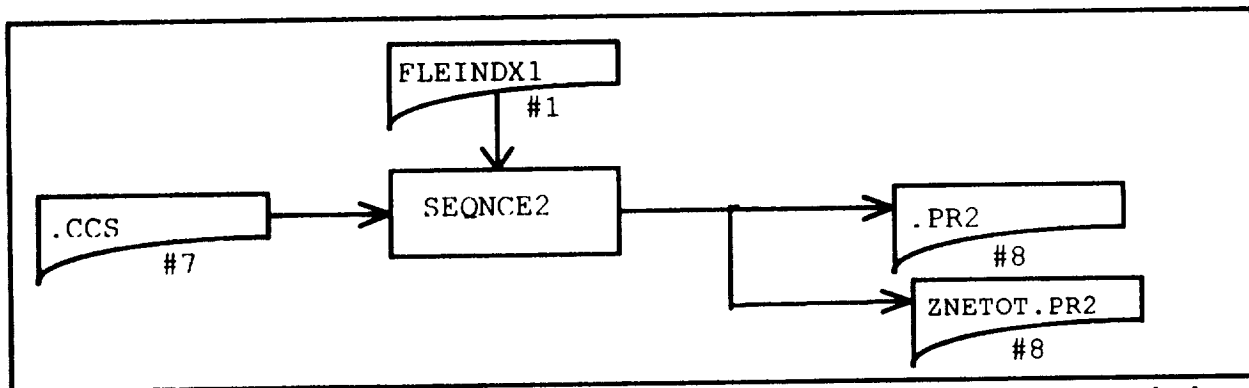 FLEINDX1
#1
.CCS
#7
SEQNCE2
.PR2
#8
ZNETOT.PR2
#8